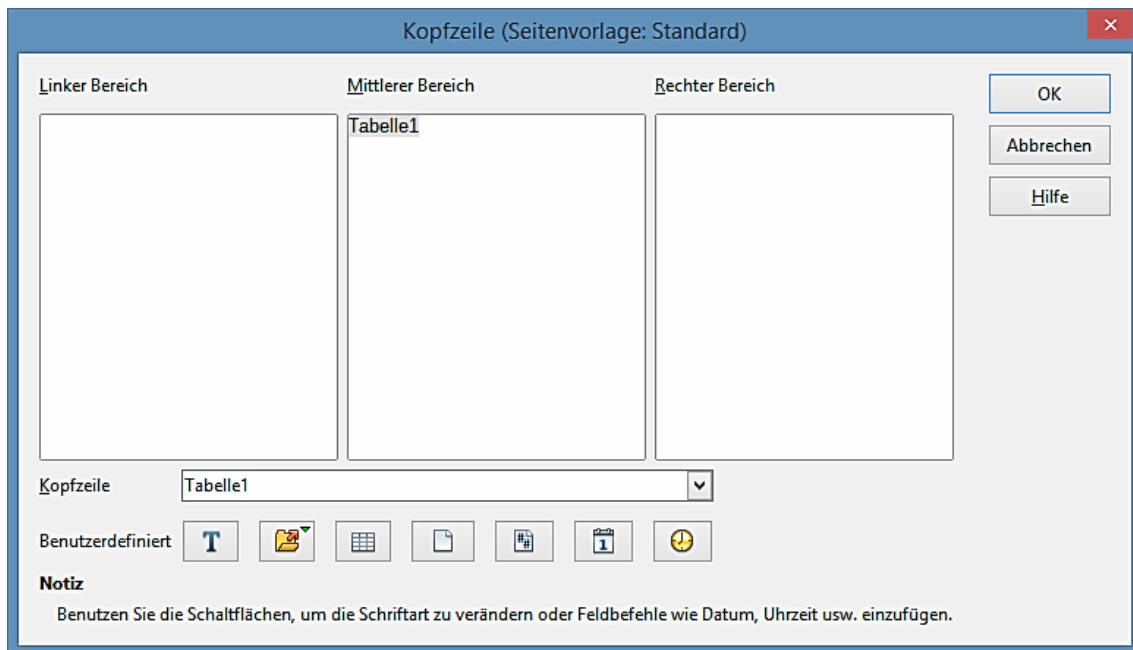 Kopfzeile (Seitenvorlage: Standard)
Linker Bereich
Mittlerer Bereich
Rechter Bereich
OK
Tabelle1
Abbrechen
Hilfe
Kopfzeile
Tabelle1
Benutzerdefiniert
T
#
#
1
Notiz
Benutzen Sie die Schaltflächen, um die Schriftart zu verändern oder Feldbefehle wie Datum, Uhrzeit usw. einzufügen.